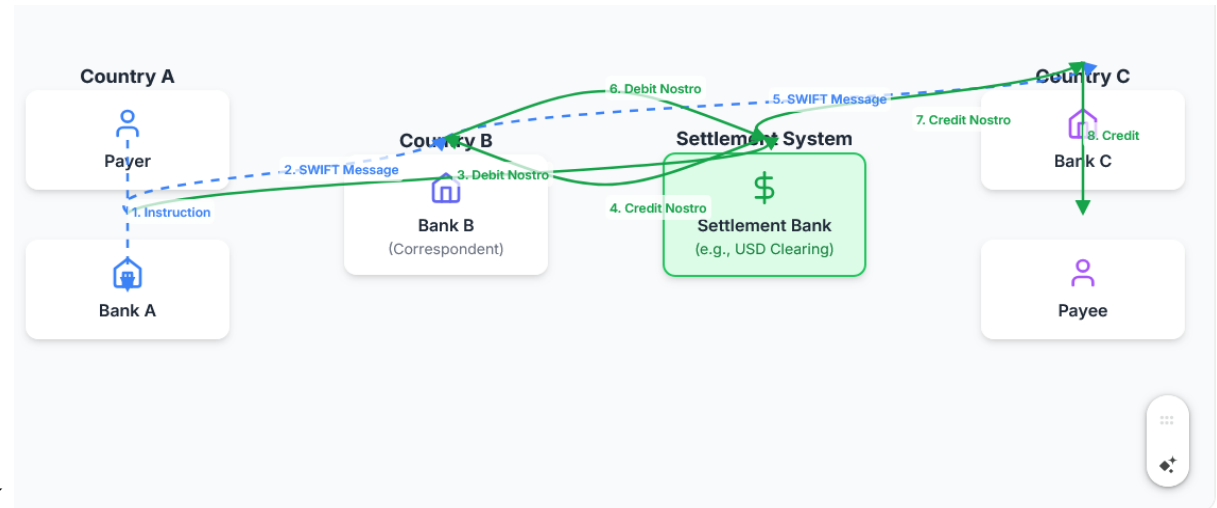 Country A
Payer
1. Instruction
Bank A
2. SWIFT Message
Country B
Bank B
(Correspondent)
3. Debit Nostro
4. Credit Nostro
6. Debit Nostro
Settlement System
Settlement Bank
(e.g., USD Clearing)
5. SWIFT Message
7. Credit Nostro
Country C
Bank C
8. Credit
Payee